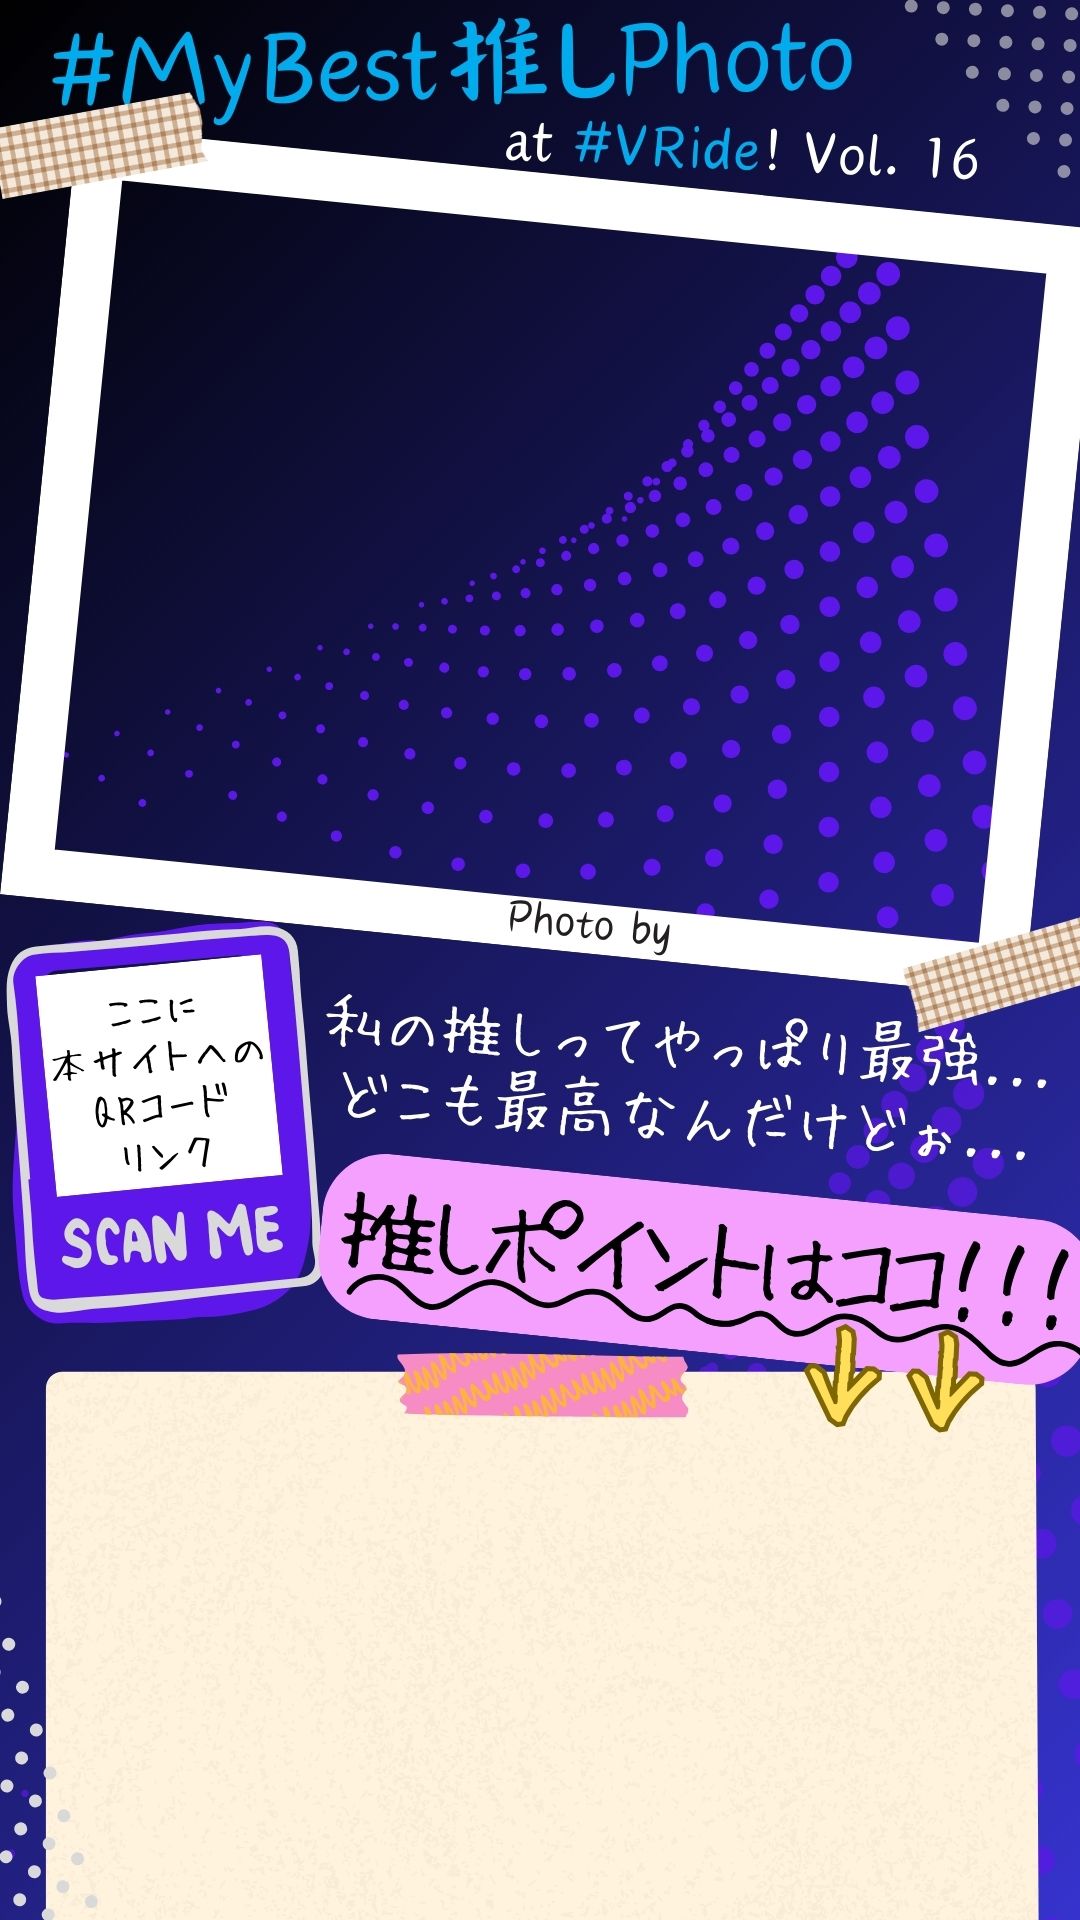 #MyBest推しPhoto
at #VRide! Vol. 16
Photo by
ここに
本サイトへの
QRコード
リンク
SCAN ME
私の推しってやっぱり最強...
どこも最高なんだけどぉ...
推しポイントはココ!!!